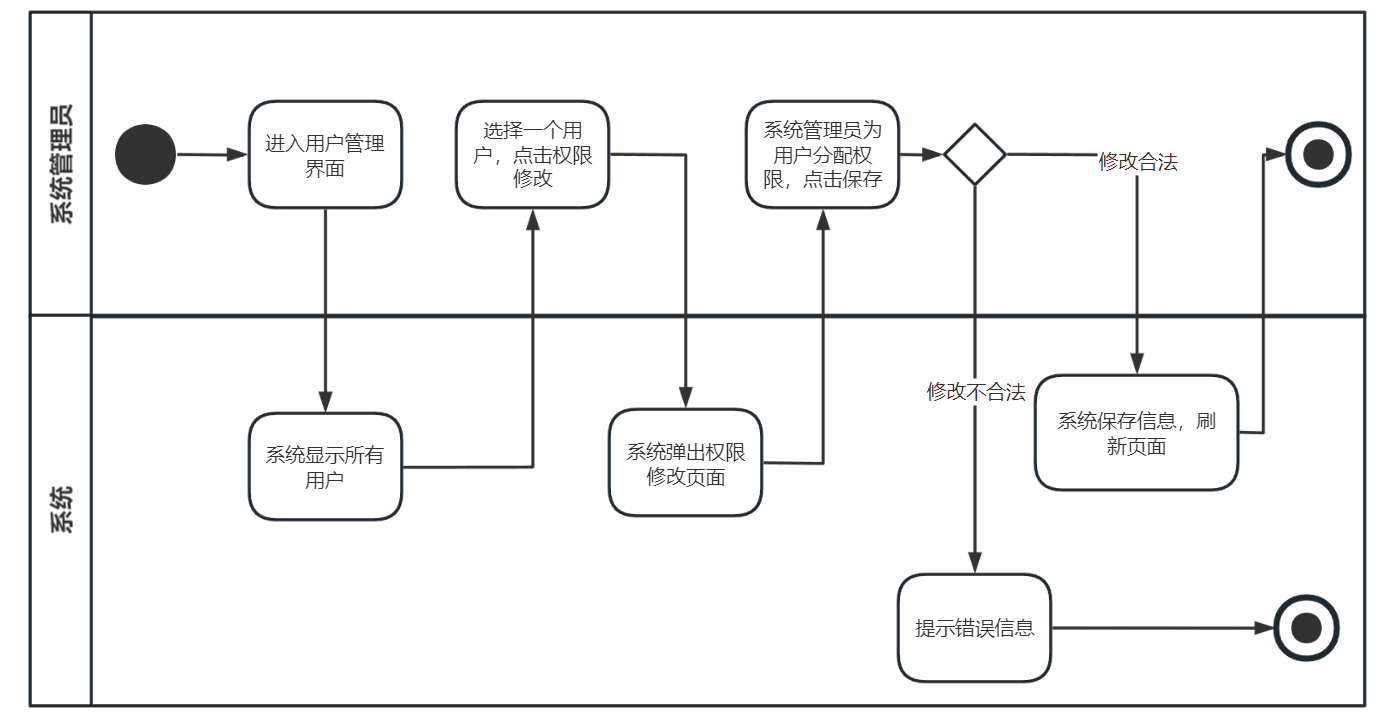 系统管理员
进入用户管理
界面
选择一个用
户，点击权限
修改
系统管理员为
用户分配权
限，点击保存
修改合法
修改不合法
系统
系统显示所有
用户
系统弹出权限
修改页面
系统保存信息，刷
新页面
提示错误信息